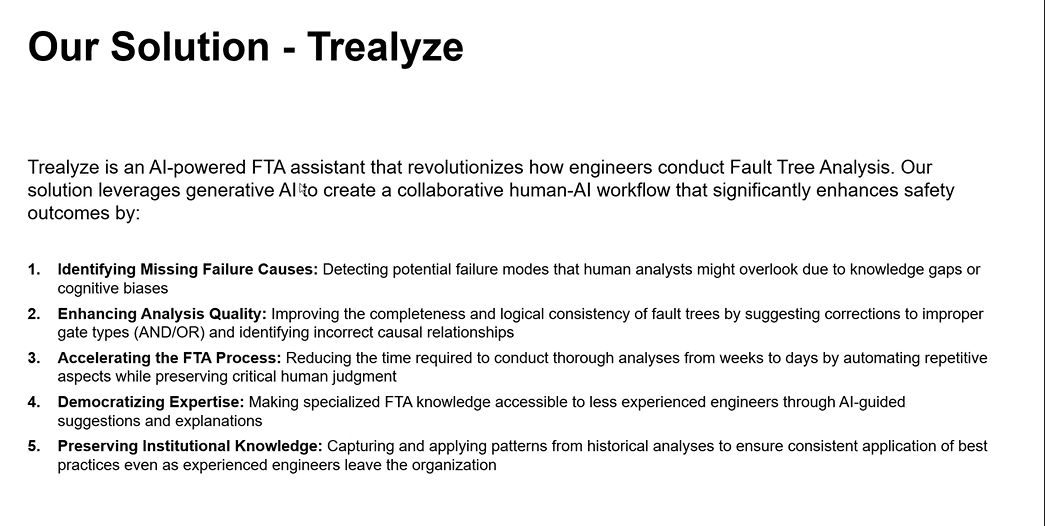 Our Solution - Trealyze
Trealyze is an AI-powered FTA assistant that revolutionizes how engineers conduct Fault Tree Analysis. Our
solution leverages generative AI to create a collaborative human-AI workflow that significantly enhances safety
outcomes by:
1. Identifying Missing Failure Causes: Detecting potential failure modes that human analysts might overlook due to knowledge gaps or
cognitive biases
2. Enhancing Analysis Quality: Improving the completeness and logical consistency of fault trees by suggesting corrections to improper
gate types (AND/OR) and identifying incorrect causal relationships
3. Accelerating the FTA Process: Reducing the time required to conduct thorough analyses from weeks to days by automating repetitive
aspects while preserving critical human judgment
4. Democratizing Expertise: Making specialized FTA knowledge accessible to less experienced engineers through AI-guided
suggestions and explanations
5. Preserving Institutional Knowledge: Capturing and applying patterns from historical analyses to ensure consistent application of best
practices even as experienced engineers leave the organization